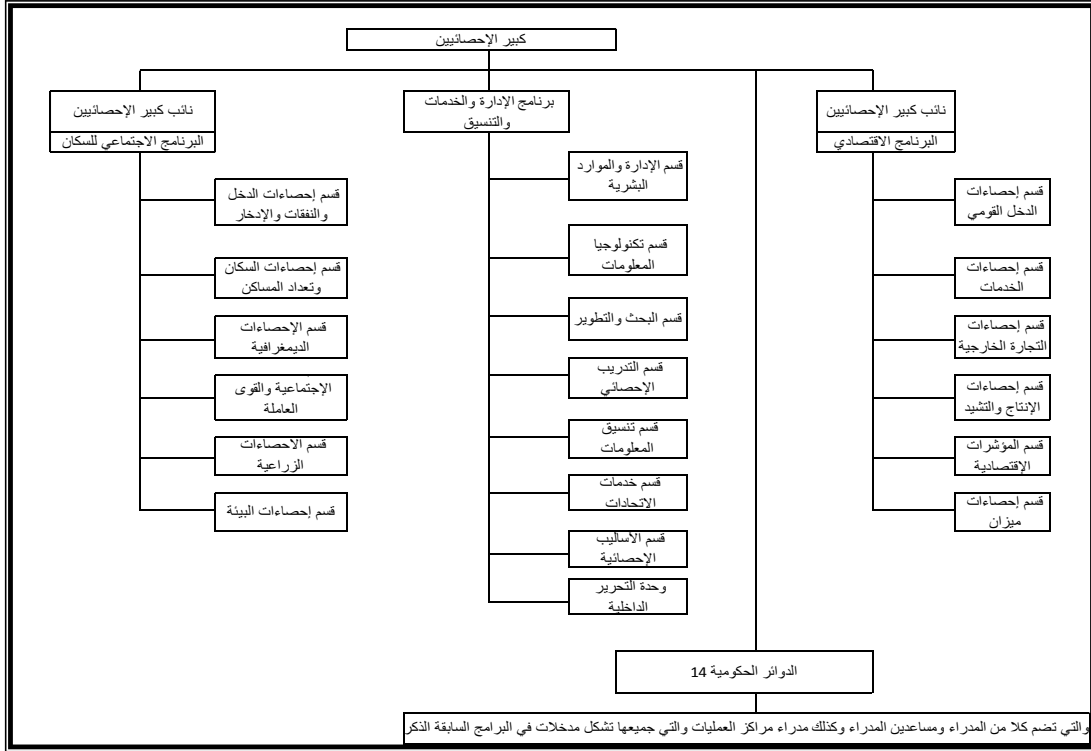 كبير الإحصائيين
نائب كبير الإحصائيين
البرنامج الاقتصادي
قسم إحصاءات
الدخل القومي
قسم إحصاءات
الخدمات
قسم إحصاءات
التجارة الخارجية
قسم إحصاءات
الإنتاج والتشيد
قسم المؤشرات
الإقتصادية
قسم إحصاءات
ميزان
برنامج الإدارة والخدمات
والتنسيق
قسم الإدارة والموارد
البشرية
قسم تكنولوجيا
المعلومات
قسم البحث والتطوير
قسم التدريب
الإحصائي
قسم تنسيق
المعلومات
قسم خدمات
الاتحادات
قسم الأساليب
الإحصائية
وحدة التحرير
الداخلية
نائب كبير الإحصائيين
البرنامج الاجتماعي للسكان
قسم إحصاءات الدخل
والنفقات والإدخار
قسم إحصاءات السكان
وتعداد المساكن
قسم الإحصاءات
الديمغرافية
الإجتماعية والقوى
العاملة
قسم الاحصاءات
الزراعية
قسم إحصاءات البيئة
الدوائر الحكومية 14
والتي تضم كلا من المدراء ومساعدين المدراء وكذلك مدراء مراكز العمليات والتي جميعها تشكل مدخلات في البرامج السابقة الذكر